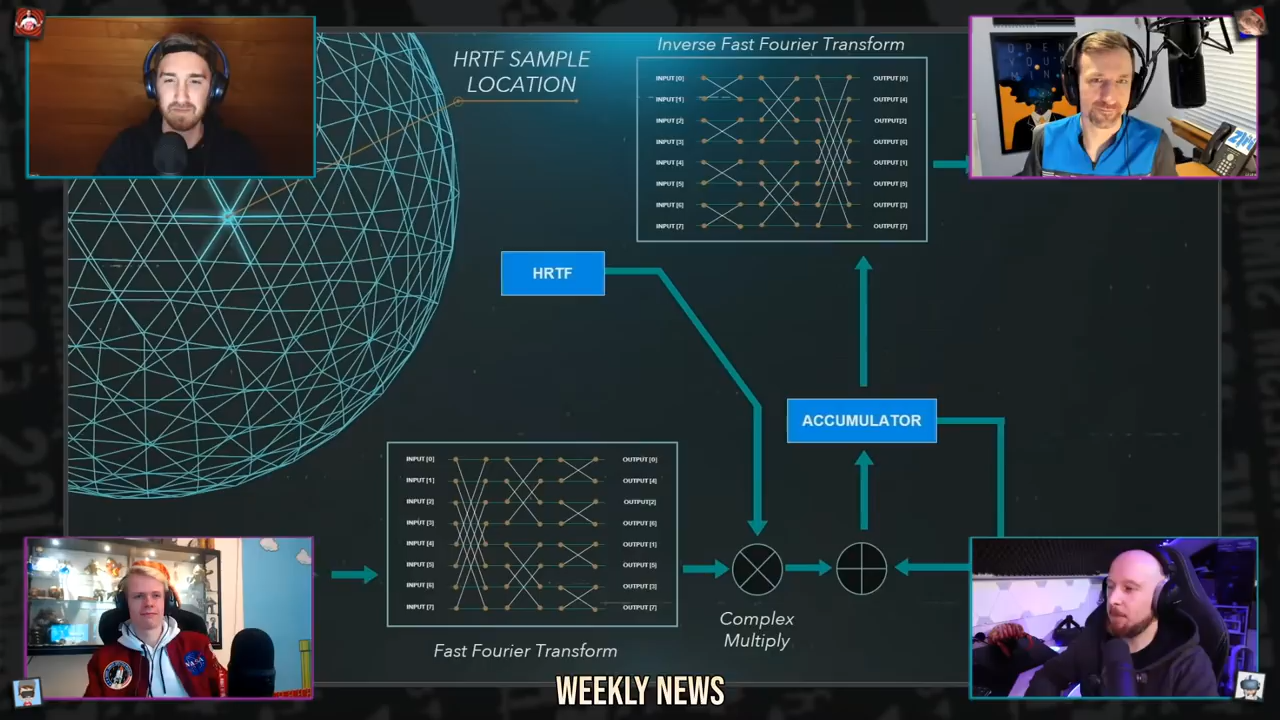 HRTF SAMPLE
LOCATION
Inverse Fast Fourier Transform
INPUT [0]
INPUT [1]
INPUT [2]
INPUT [3]
INPUT [4]
INPUT [5]
INPUT [6]
INPUT [7]
OUTPUT [0]
OUTPUT [4]
OUTPUT[2]
OUTPUT [6]
OUTPUT [1]
OUTPUT [5]
OUTPUT [3]
OUTPUT [7]
OPEN
YOUR
MIN
HRTF
ACCUMULATOR
INPUT [0]
INPUT [1]
INPUT [2]
INPUT [3]
INPUT [4]
INPUT [5]
INPUT [6]
INPUT [7]
OUTPUT [0]
OUTPUT [4]
OUTPUT[2]
OUTPUT [6]
OUTPUT [1]
OUTPUT [5]
OUTPUT [3]
OUTPUT [7]
Complex
Multiply
Fast Fourier Transform
NASA
WEEKLY NEWS